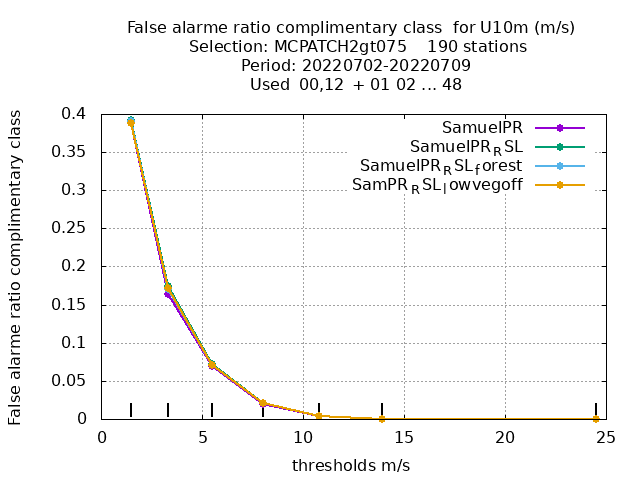 False alarme ratio complimentary class  for U10m (m/s)
Selection: MCPATCH2gt075    190 stations
Period: 20220702-20220709
Used  00,12  + 01 02 ... 48
False alarme ratio complimentary class
0.4
0.35
0.3
0.25
0.2
0.15
0.1
0.05
0
SamuelPR
SamuelPR_RSL
SamuelPR_RSL_forest
SamPR_RSL_lowvegoff
0 5 10 15 20 25
thresholds m/s